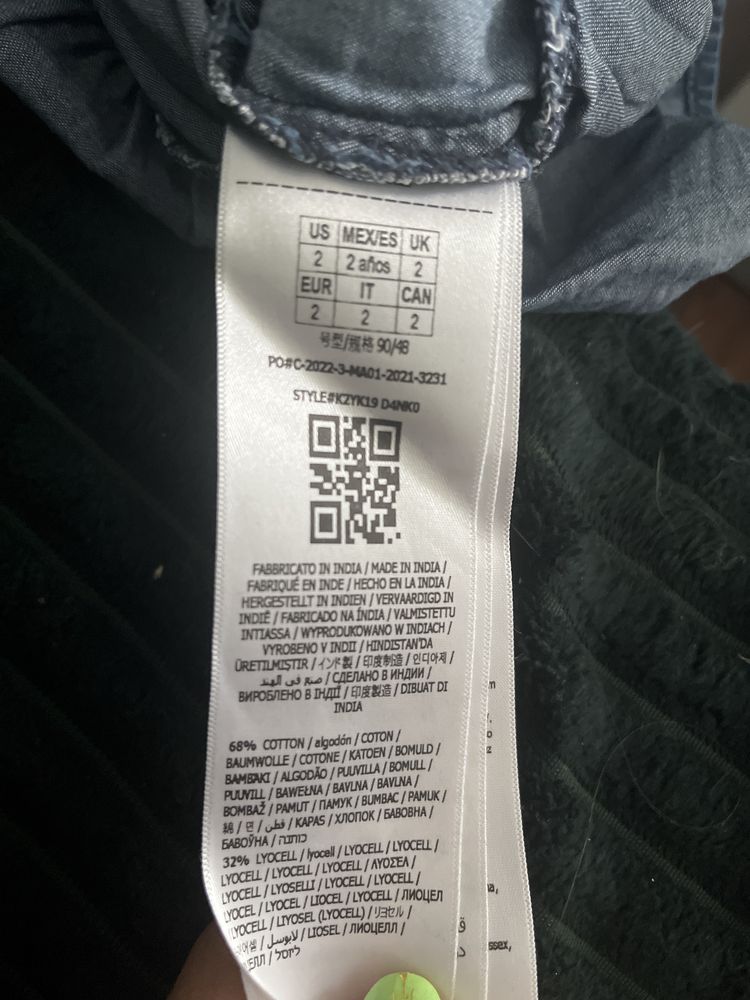 US MEX/ES UK
2 2 años 2
EUR IT CAN
2 2 2
号型/规格 90/48
PO#C-2022-3-MA01-2021-3231
STYLE#K2YK19 D4NK0
FABBRICATO IN INDIA / MADE IN INDIA /
FABRIQUÉ EN INDE / HECHO EN LA INDIA /
HERGESTELLT IN INDIEN / VERVAARDIGD IN
INDIË / FABRICADO NA ÍNDIA / VALMISTETTU
INTIASSA / WYPRODUKOWANO W INDIACH /
VYROBENO V INDII / HINDISTAN'DA
ÜRETILMIŞTIR / インド製 / 印度制造 / 인디아제 /
صنع في الهند / СДЕЛАНО В ИНДИИ /
ВИРОБЛЕНО В ІНДІЇ / 印度製造 / DIBUAT DI
INDIA
68% COTTON / algodón / COTON /
BAUMWOLLE / COTONE / KATOEN / BOMULD /
BAMBAKI / ALGODÃO / PUUVILLA / BOMULL /
PUUVILL / BAWEŁNA / BAVLNA / BAVLNA /
BOMBAŽ / PAMUT / ПАМУК / BUMBAC / PAMUK /
綿 / 면 / قطن / KAPAS / ХЛОПОК / БАВОВНА /
БАВОЎНА / כותנה
32% LYOCELL / lyocell / LYOCELL / LYOCELL /
LYOCELL / LYOCELL / LYOCELL / ΛΥΟΣΕΛ /
LYOCELL / LYOSELLI / LYOCELL / LYOCELL /
LYOCEL / LYOCEL / LIOCEL / LYOCELL / ЛИОЦЕЛ
LYOCELL / LIYOSEL (LYOCELL) / リヨセル /
لايوسل / LIOSEL / ЛИОЦЕЛЛ /
ליוסל